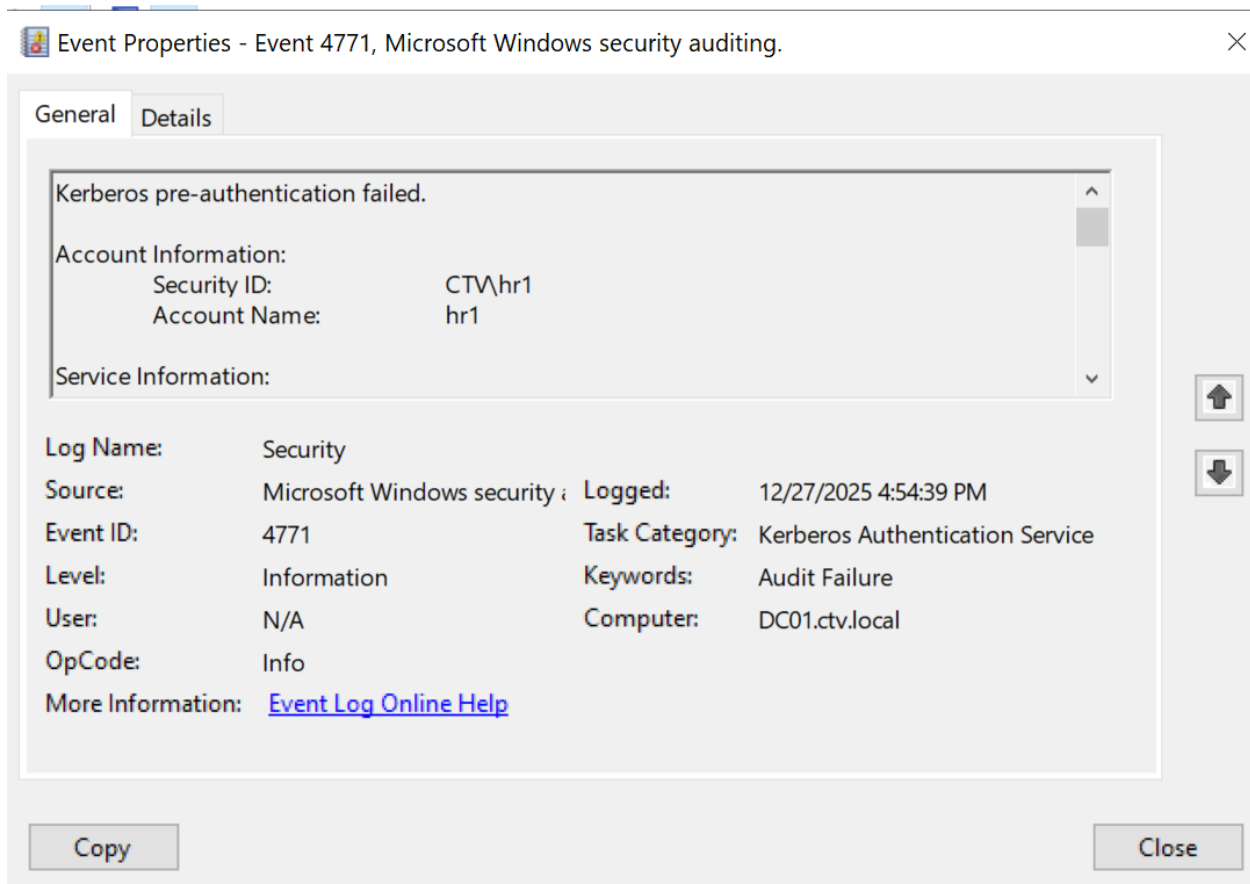 Event Properties - Event 4771, Microsoft Windows security auditing.
General Details
Kerberos pre-authentication failed.
Account Information:
Security ID: CTV\hr1
Account Name: hr1
Service Information:
Log Name: Security
Source: Microsoft Windows security Logged: 12/27/2025 4:54:39 PM
Event ID: 4771 Task Category: Kerberos Authentication Service
Level: Information Keywords: Audit Failure
User: N/A Computer: DC01.ctv.local
OpCode: Info
More Information: Event Log Online Help
Copy Close